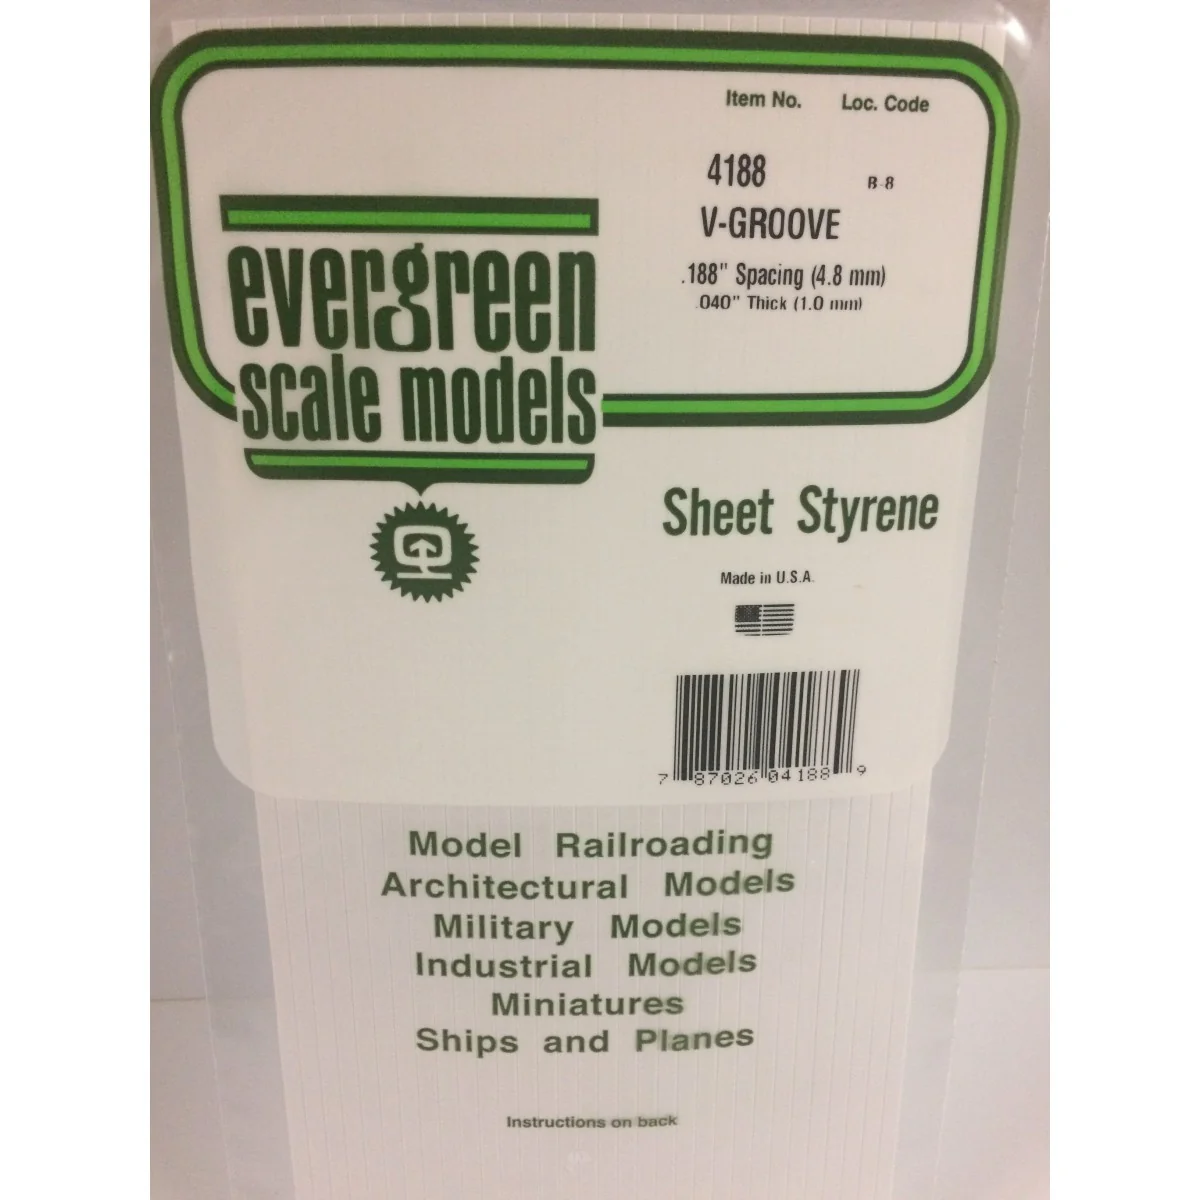 Item No. Loc. Code
4188 B-8
V-GROOVE
.188" Spacing (4.8 mm)
.040" Thick (1.0 mm)
evergreen
scale models
Sheet Styrene
Made in U.S.A.
7 87026 04188 9
Model Railroading
Architectural Models
Military Models
Industrial Models
Miniatures
Ships and Planes
Instructions on back